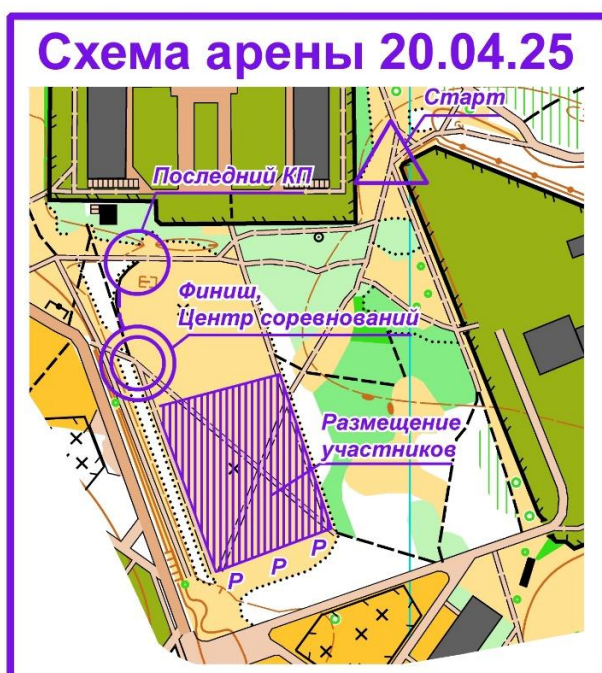 Схема арены 20.04.25
Старт
Последний КП
Финиш,
Центр соревнований
Размещение
участников
P P P